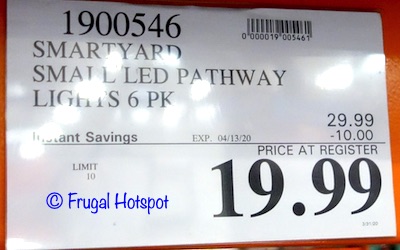 1900546
0000019005461
SMARTYARD
SMALL LED PATHWAY
LIGHTS 6 PK
29.99
Instant Savings EXP. 04/13/20 -10.00
PRICE AT REGISTER
LIMIT
10
19.99
© Frugal Hotspot